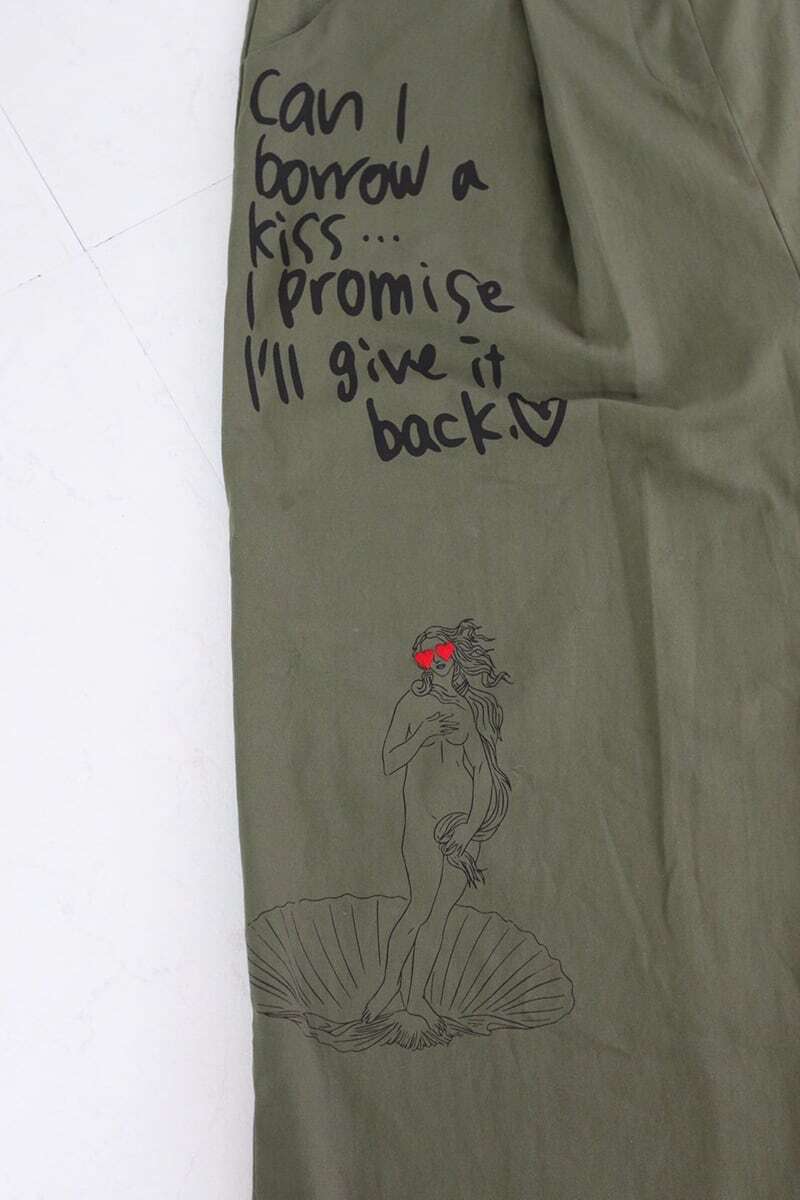 Can I
borrow a
kiss...
I promise
I'll give it
back.♡